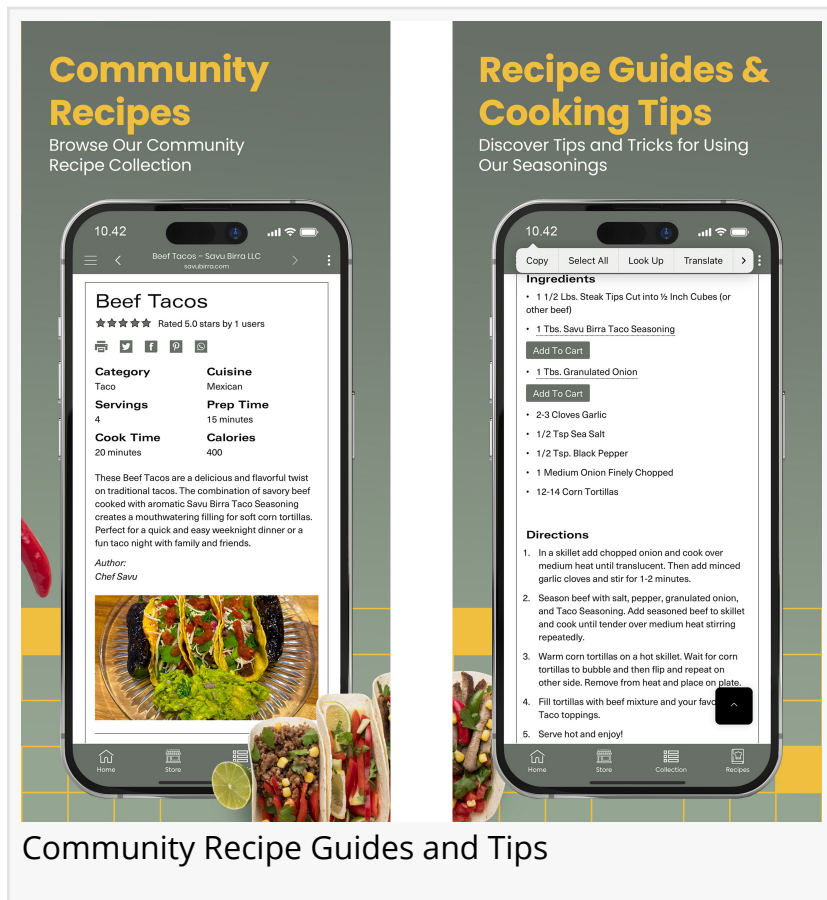 Community
Recipes
Browse Our Community
Recipe Collection
10.42
Beef Tacos – Savu Birra LLC
savubirra.com
Beef Tacos
Rated 5.0 stars by 1 users
Category
Cuisine
Taco
Mexican
Servings
Prep Time
4
15 minutes
Cook Time
Calories
20 minutes
400
These Beef Tacos are a delicious and flavorful twist
on traditional tacos. The combination of savory beef
cooked with aromatic Savu Birra Taco Seasoning
creates a mouthwatering filling for soft corn tortillas.
Perfect for a quick and easy weeknight dinner or a
fun taco night with family and friends.
Author:
Chef Savu
Home
Store
Recipe Guides &
Cooking Tips
Discover Tips and Tricks for Using
Our Seasonings
10.42
Copy
Select All
Look Up
Translate
Ingredients
• 1 1/2 Lbs. Steak Tips Cut into ½ Inch Cubes (or
other beef)
• 1 Tbs. Savu Birra Taco Seasoning
Add To Cart
• 1 Tbs. Granulated Onion
Add To Cart
• 2-3 Cloves Garlic
• 1/2 Tsp Sea Salt
• 1/2 Tsp. Black Pepper
• 1 Medium Onion Finely Chopped
• 12-14 Corn Tortillas
Directions
1. In a skillet add chopped onion and cook over
medium heat until translucent. Then add minced
garlic cloves and stir for 1-2 minutes.
2. Season beef with salt, pepper, granulated onion,
and Taco Seasoning. Add seasoned beef to skillet
and cook until tender over medium heat stirring
repeatedly.
3. Warm corn tortillas on a hot skillet. Wait for corn
tortillas to bubble and then flip and repeat on
other side. Remove from heat and place on plate.
4. Fill tortillas with beef mixture and your
Taco toppings.
5. Serve hot and enjoy!
Home
Store
Collection
Recipes
Community Recipe Guides and Tips